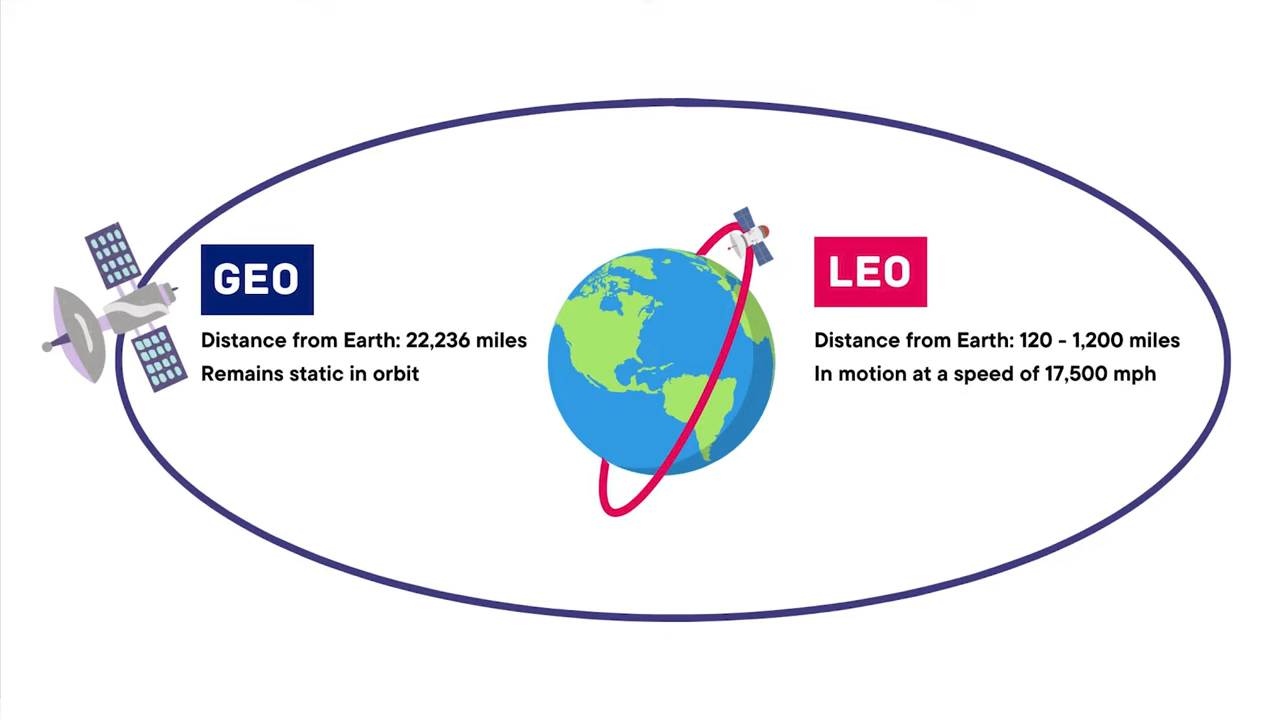 GEO
Distance from Earth: 22,236 miles
Remains static in orbit
LEO
Distance from Earth: 120 - 1,200 miles
In motion at a speed of 17,500 mph